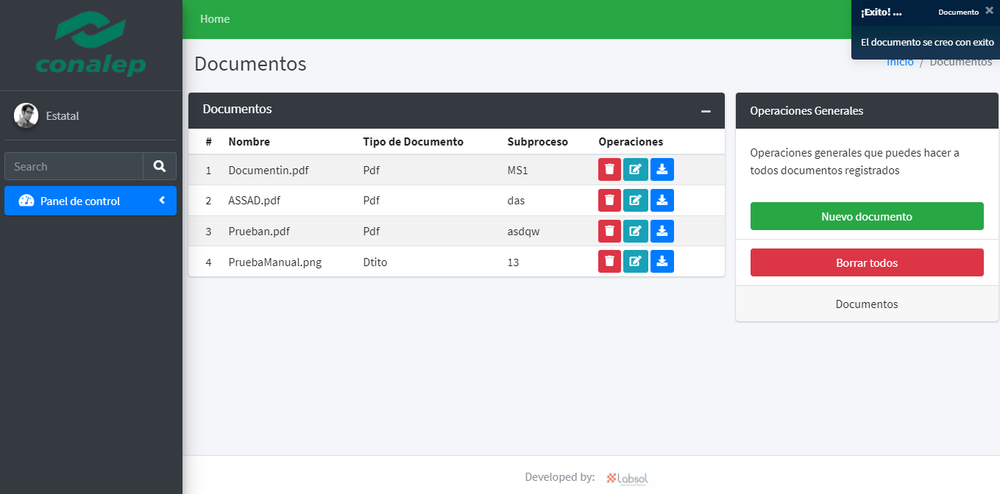 conalep
Estatal
Search
Panel de control
Home
¡Exito! ...
Documento
El documento se creo con exito
Documentos
Inicio / Documentos
Documentos
# Nombre Tipo de Documento Subproceso Operaciones
1 Documentin.pdf Pdf MS1
2 ASSAD.pdf Pdf das
3 Prueban.pdf Pdf asdqw
4 PruebaManual.png Dtito 13
Operaciones Generales
Operaciones generales que puedes hacer a
todos documentos registrados
Nuevo documento
Borrar todos
Documentos
Developed by: Labsol